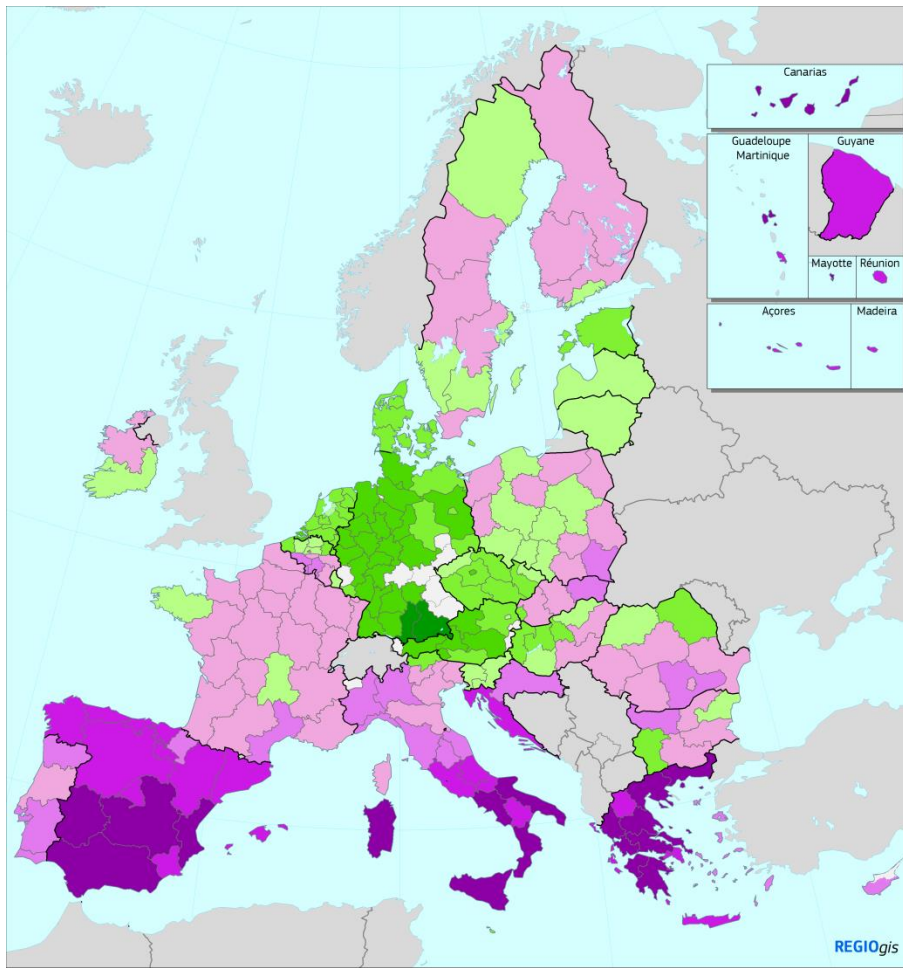 Canarias
Guadeloupe
Martinique
Guyane
Mayotte
Réunion
Açores
Madeira
REGIOgis